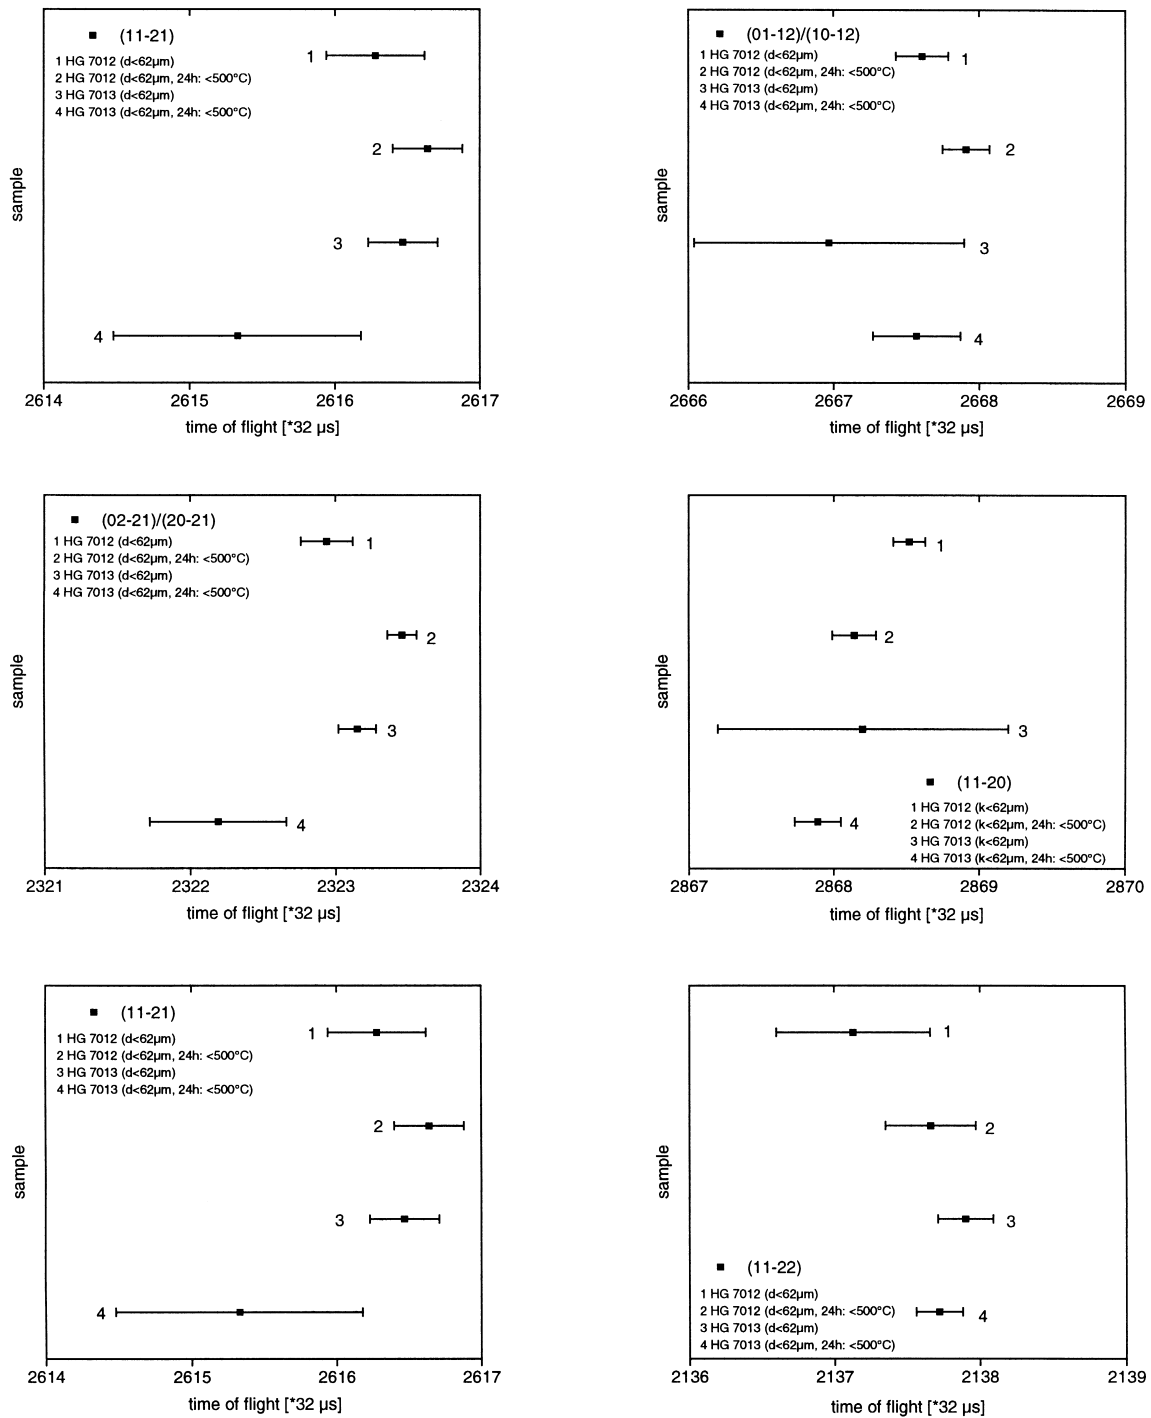 (11-21)
1 HG 7012 (d<62µm)
2 HG 7012 (d<62µm, 24h: <500°C)
3 HG 7013 (d<62µm)
4 HG 7013 (d<62µm, 24h: <500°C)
1
2
3
4
sample
2614 2615 2616 2617
time of flight [*32 µs]
(01-12)/(10-12)
1 HG 7012 (d<62µm)
2 HG 7012 (d<62µm, 24h: <500°C)
3 HG 7013 (d<62µm)
4 HG 7013 (d<62µm, 24h: <500°C)
1
2
3
4
sample
2666 2667 2668 2669
time of flight [*32 µs]
(02-21)/(20-21)
1 HG 7012 (d<62µm)
2 HG 7012 (d<62µm, 24h: <500°C)
3 HG 7013 (d<62µm)
4 HG 7013 (d<62µm, 24h: <500°C)
1
2
3
4
sample
2321 2322 2323 2324
time of flight [*32 µs]
1
2
3
4
(11-20)
1 HG 7012 (k<62µm)
2 HG 7012 (k<62µm, 24h: <500°C)
3 HG 7013 (k<62µm)
4 HG 7013 (k<62µm, 24h: <500°C)
sample
2867 2868 2869 2870
time of flight [*32 µs]
(11-21)
1 HG 7012 (d<62µm)
2 HG 7012 (d<62µm, 24h: <500°C)
3 HG 7013 (d<62µm)
4 HG 7013 (d<62µm, 24h: <500°C)
1
2
3
4
sample
2614 2615 2616 2617
time of flight [*32 µs]
1
2
3
4
(11-22)
1 HG 7012 (d<62µm)
2 HG 7012 (d<62µm, 24h: <500°C)
3 HG 7013 (d<62µm)
4 HG 7013 (d<62µm, 24h: <500°C)
sample
2136 2137 2138 2139
time of flight [*32 µs]